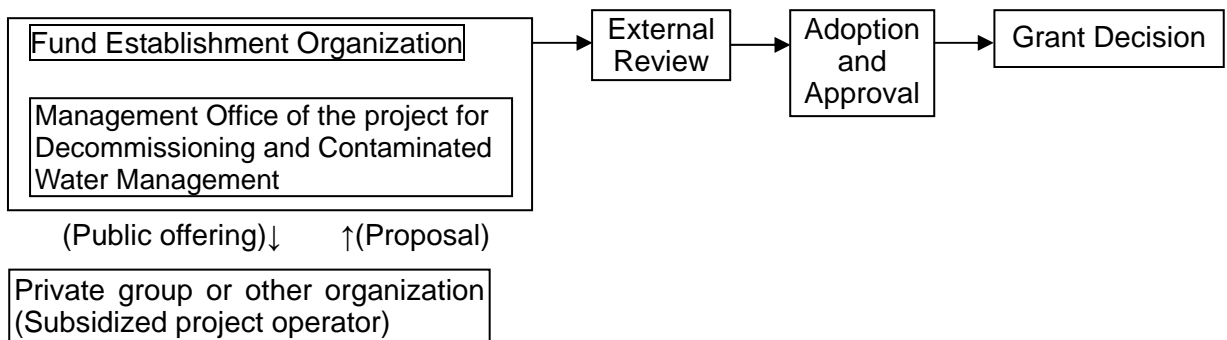 Fund Establishment Organization
Management Office of the project for
Decommissioning and Contaminated
Water Management
(Public offering)↓ ↑(Proposal)
Private group or other organization
(Subsidized project operator)
External
Review
Adoption
and
Approval
Grant Decision